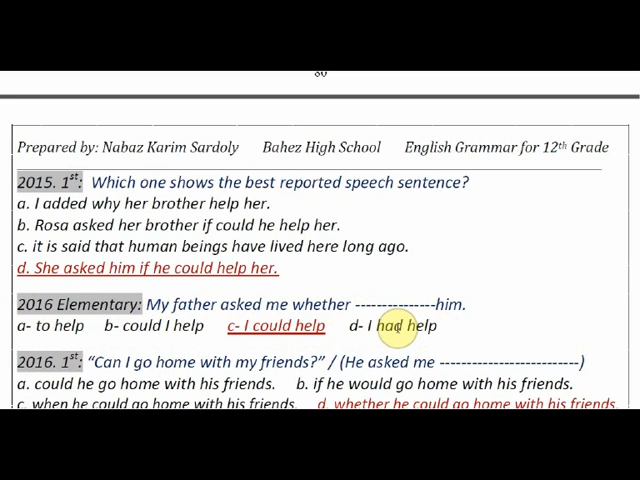 Prepared by: Nabaz Karim Sardoly Bahez High School English Grammar for 12th Grade
2015. 1st: Which one shows the best reported speech sentence?
a. I added why her brother help her.
b. Rosa asked her brother if could he help her.
c. it is said that human beings have lived here long ago.
d. She asked him if he could help her.
2016 Elementary: My father asked me whether ---------------him.
a- to help b- could I help c- I could help d- I had help
2016. 1st: “Can I go home with my friends?” / (He asked me --------------------------)
a. could he go home with his friends. b. if he would go home with his friends.
c. when he could go home with his friends. d. whether he could go home with his friends.